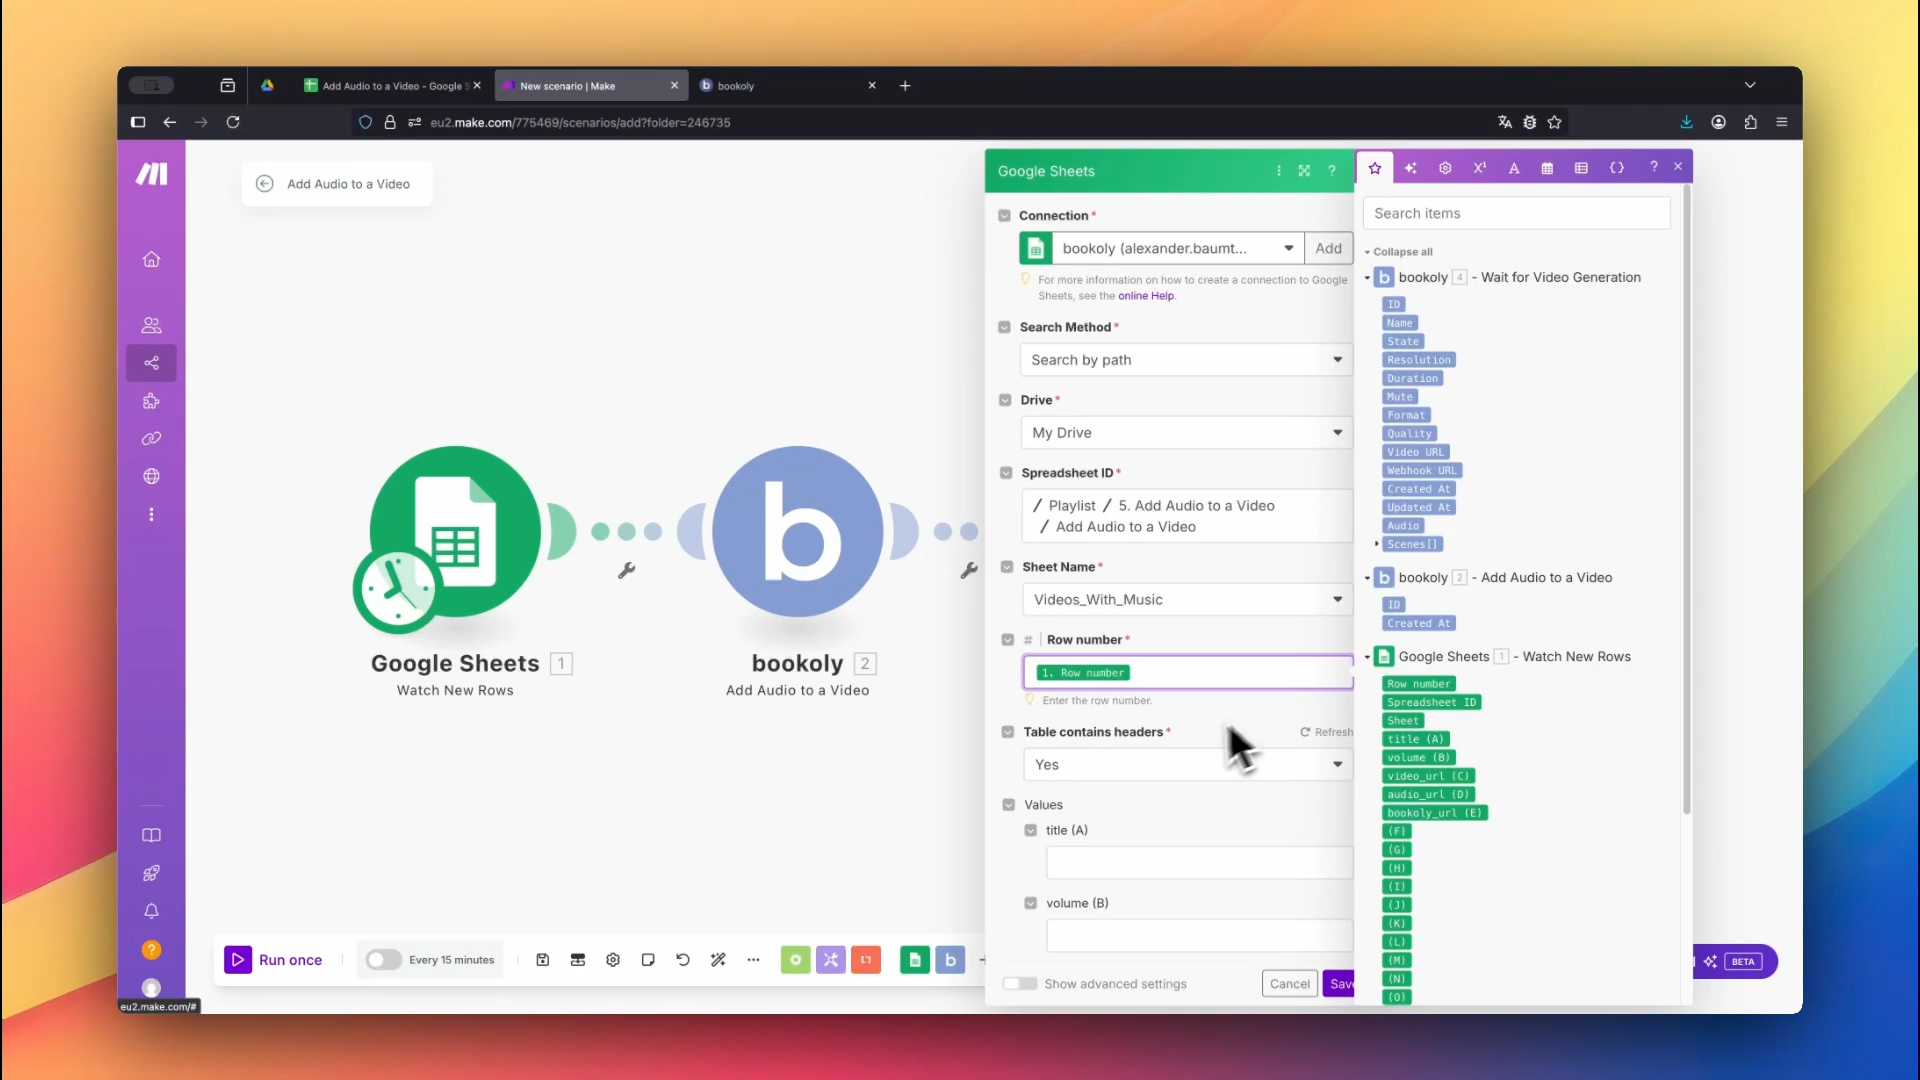 Add Audio to a Video - Google S
New scenario | Make
bookoly
eu2.make.com/775469/scenarios/add?folder=246735
Add Audio to a Video
Google Sheets 1
Watch New Rows
b
bookoly 2
Add Audio to a Video
Google Sheets
?
Connection *
bookoly (alexander.baumt...
Add
For more information on how to create a connection to Google
Sheets, see the online Help.
Search Method *
Search by path
Drive *
My Drive
Spreadsheet ID *
/ Playlist / 5. Add Audio to a Video
/ Add Audio to a Video
Sheet Name *
Videos_With_Music
# Row number *
1. Row number
Enter the row number.
Table contains headers *
Refresh
Yes
Values
title (A)
volume (B)
Show advanced settings
Cancel
Save
Search items
Collapse all
b bookoly 4 - Wait for Video Generation
ID
Name
State
Resolution
Duration
Mute
Format
Quality
Video URL
Webhook URL
Created At
Updated At
Audio
Scenes[]
b bookoly 2 - Add Audio to a Video
ID
Created At
Google Sheets 1 - Watch New Rows
Row number
Spreadsheet ID
Sheet
title (A)
volume (B)
video_url (C)
audio_url (D)
bookoly_url (E)
(F)
(G)
(H)
(I)
(J)
(K)
(L)
(M)
(N)
(O)
Run once
Every 15 minutes
b
BETA
?
eu2.make.com/#